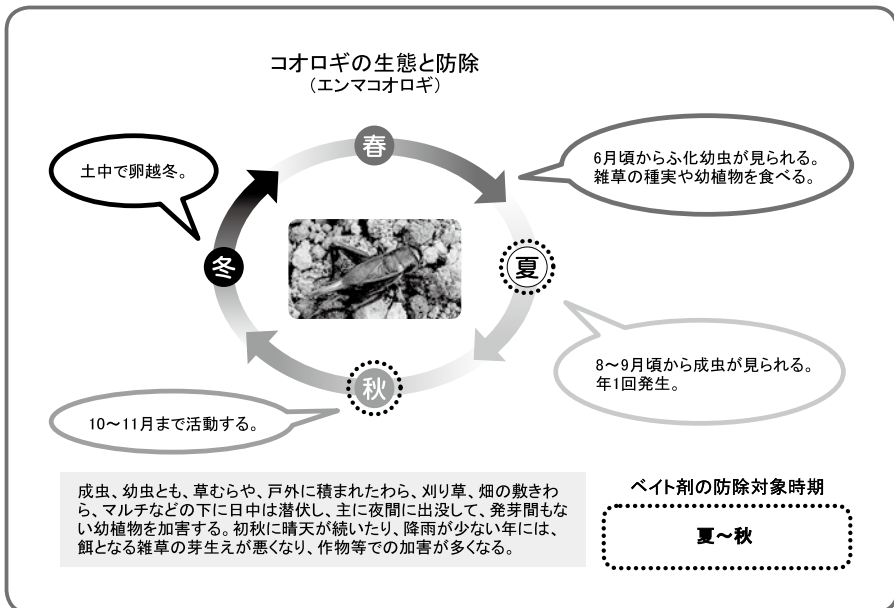 コオロギの生態と防除
（エンマコオロギ）
春
土中で卵越冬。
6月頃からふ化幼虫が見られる。
雑草の種実や幼植物を食べる。
冬
夏
8～9月頃から成虫が見られる。
年1回発生。
秋
10～11月まで活動する。
成虫、幼虫とも、草むらや、戸外に積まれたわら、刈り草、畑の敷きわ
ら、マルチなどの下に日中は潜伏し、主に夜間に出没して、発芽間もな
い幼植物を加害する。初秋に晴天が続いたり、降雨が少ない年には、
餌となる雑草の芽生えが悪くなり、作物等での加害が多くなる。
ベイト剤の防除対象時期
夏～秋